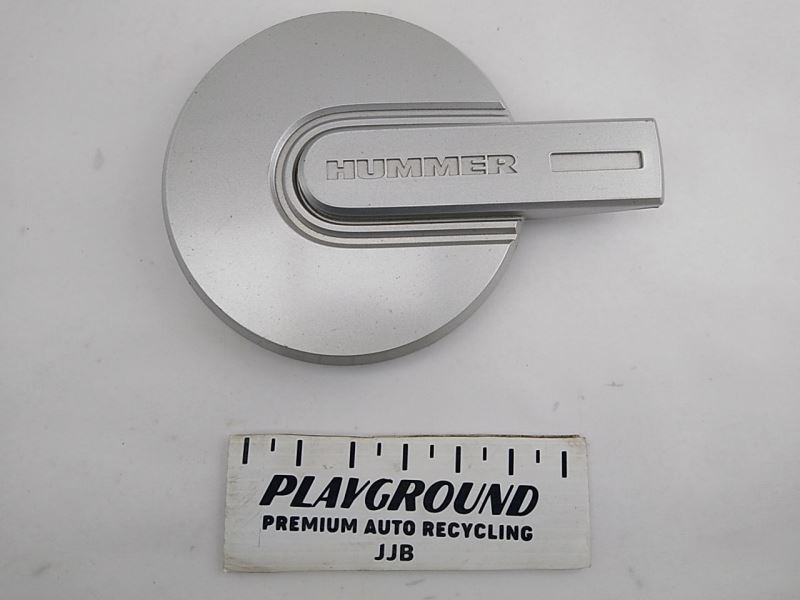 HUMMER
PLAYGROUND
PREMIUM AUTO RECYCLING
JJB